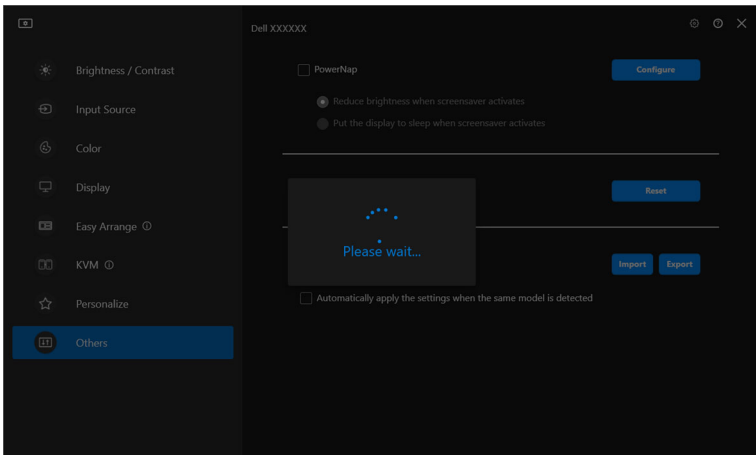 Dell XXXXXX
Brightness / Contrast
Input Source
Color
Display
Easy Arrange
KVM
Personalize
Others
PowerNap
Configure
Reduce brightness when screensaver activates
Put the display to sleep when screensaver activates
Reset
Please wait...
Import
Export
Automatically apply the settings when the same model is detected